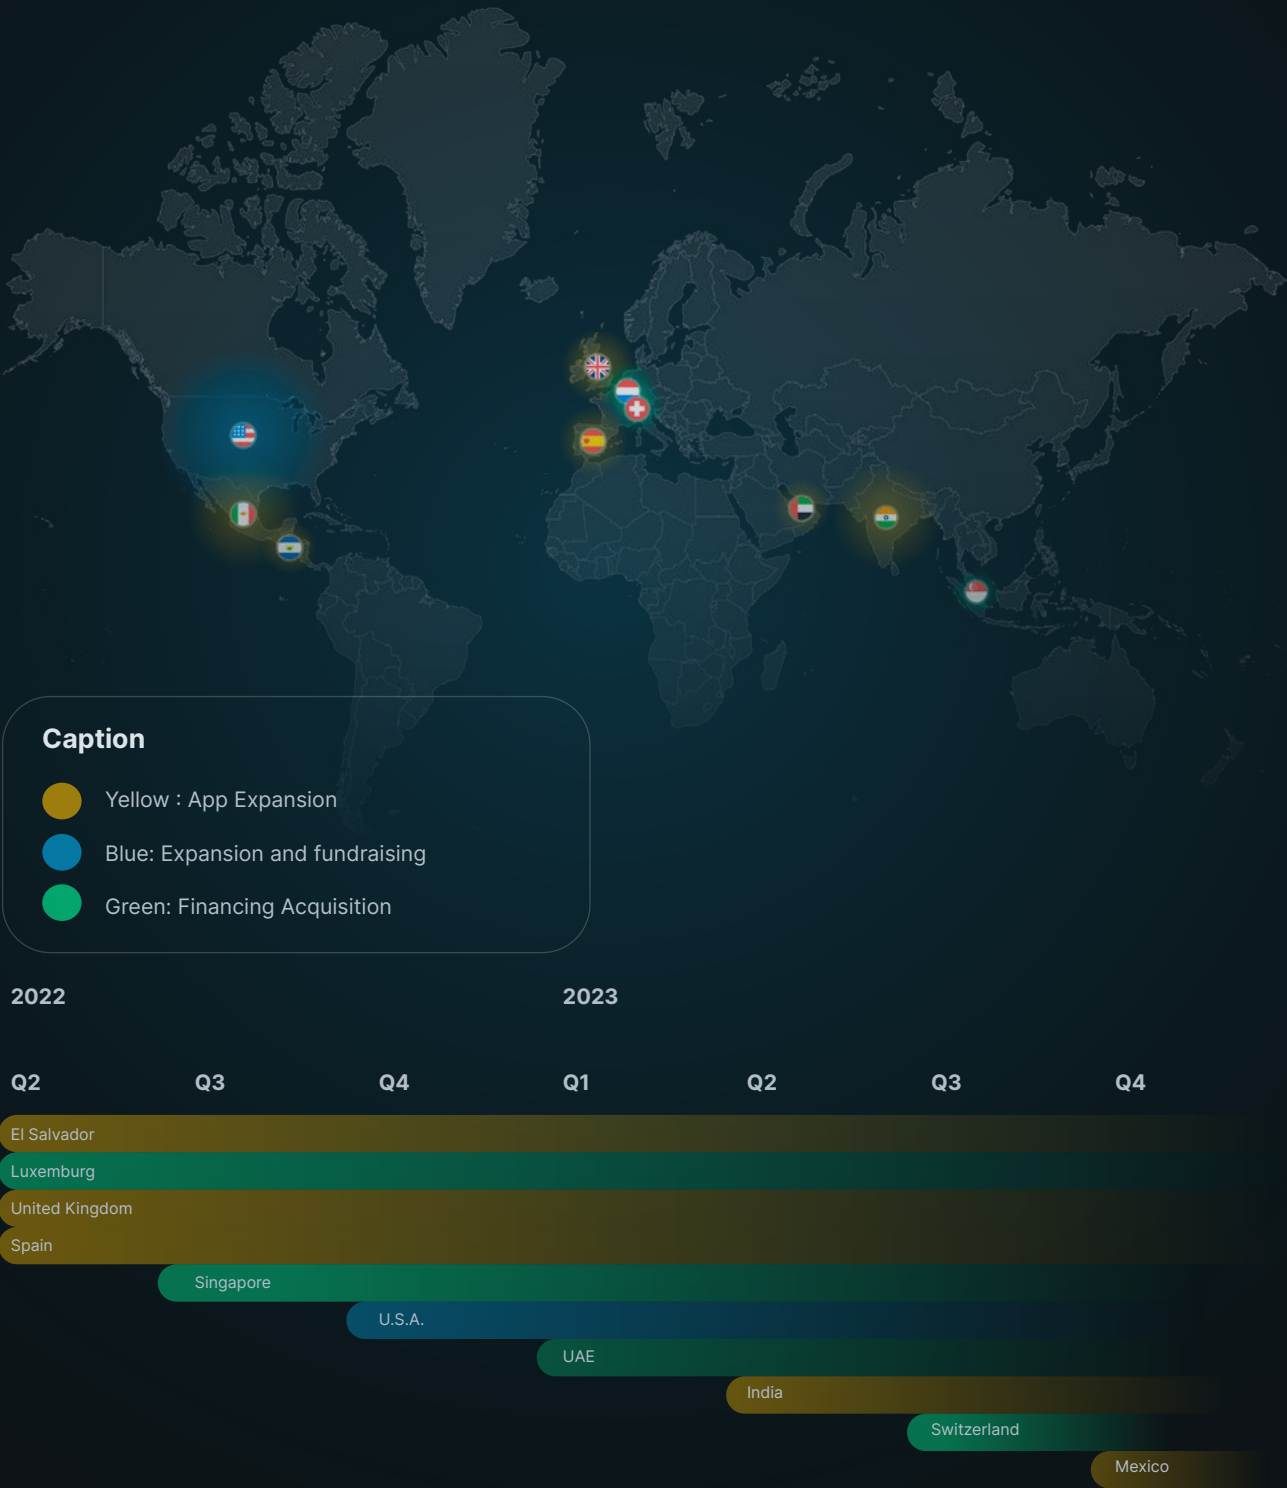 Caption
Yellow : App Expansion
Blue: Expansion and fundraising
Green: Financing Acquisition
2022 2023
Q2 Q3 Q4 Q1 Q2 Q3 Q4
El Salvador
Luxemburg
United Kingdom
Spain
Singapore
U.S.A.
UAE
India
Switzerland
Mexico